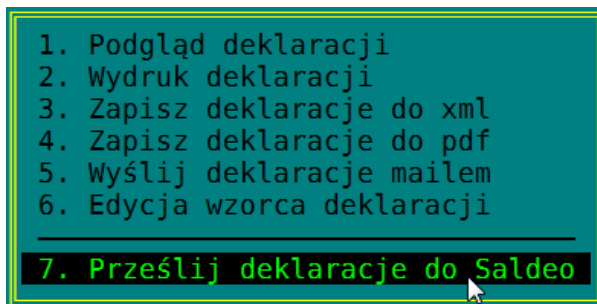 1. Podgląd deklaracji
2. Wydruk deklaracji
3. Zapisz deklaracje do xml
4. Zapisz deklaracje do pdf
5. Wyślij deklaracje mailem
6. Edycja wzorca deklaracji
7. Prześlij deklaracje do Saldeo